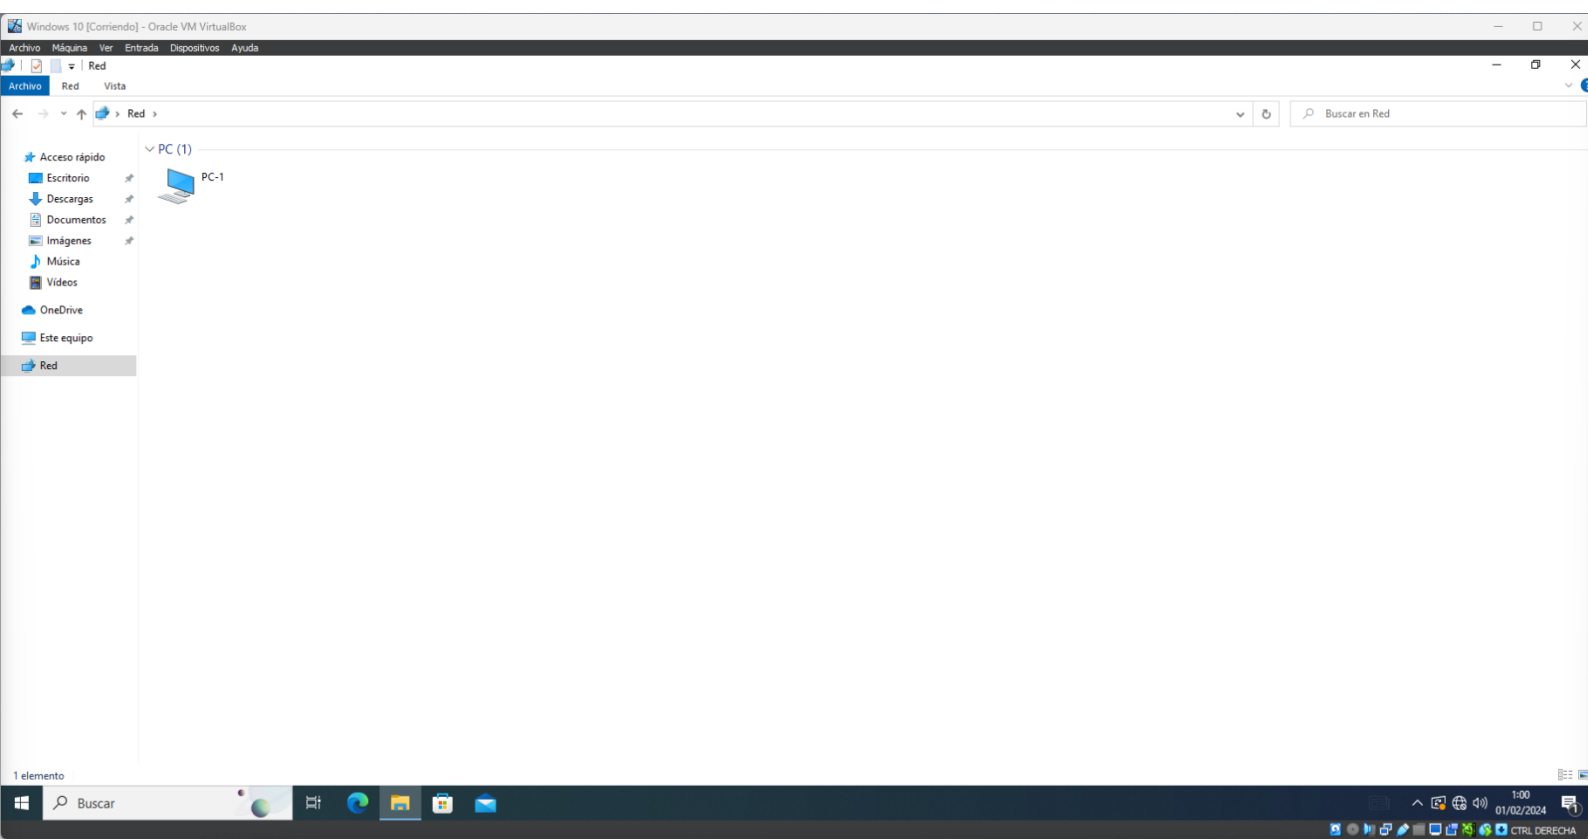 Windows 10 [Corriendo] - Oracle VM VirtualBox
Archivo Máquina Ver Entrada Dispositivos Ayuda
Red
Archivo Red Vista
Red
Buscar en Red
Acceso rápido
Escritorio
Descargas
Documentos
Imágenes
Música
Vídeos
OneDrive
Este equipo
Red
PC (1)
PC-1
1 elemento
Buscar
1:00
01/02/2024
1
CTRL DERECHA